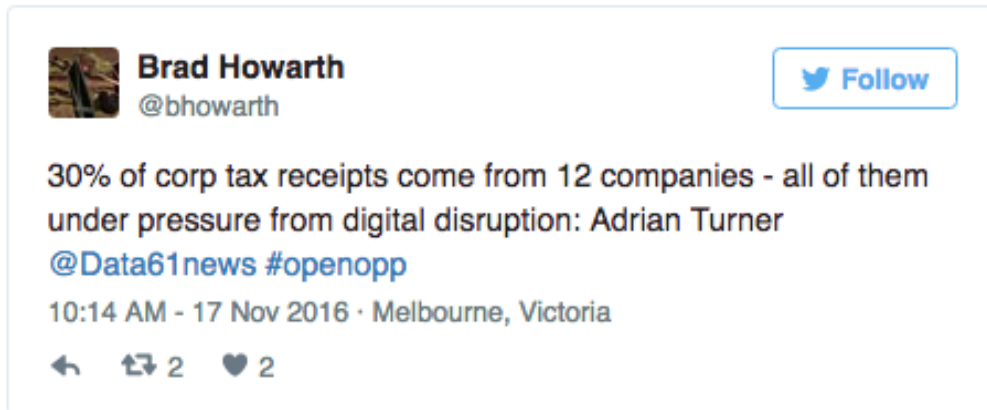 Brad Howarth
@bhowarth
Follow
30% of corp tax receipts come from 12 companies - all of them
under pressure from digital disruption: Adrian Turner
@Data61news #openopp
10:14 AM - 17 Nov 2016 · Melbourne, Victoria
2 2